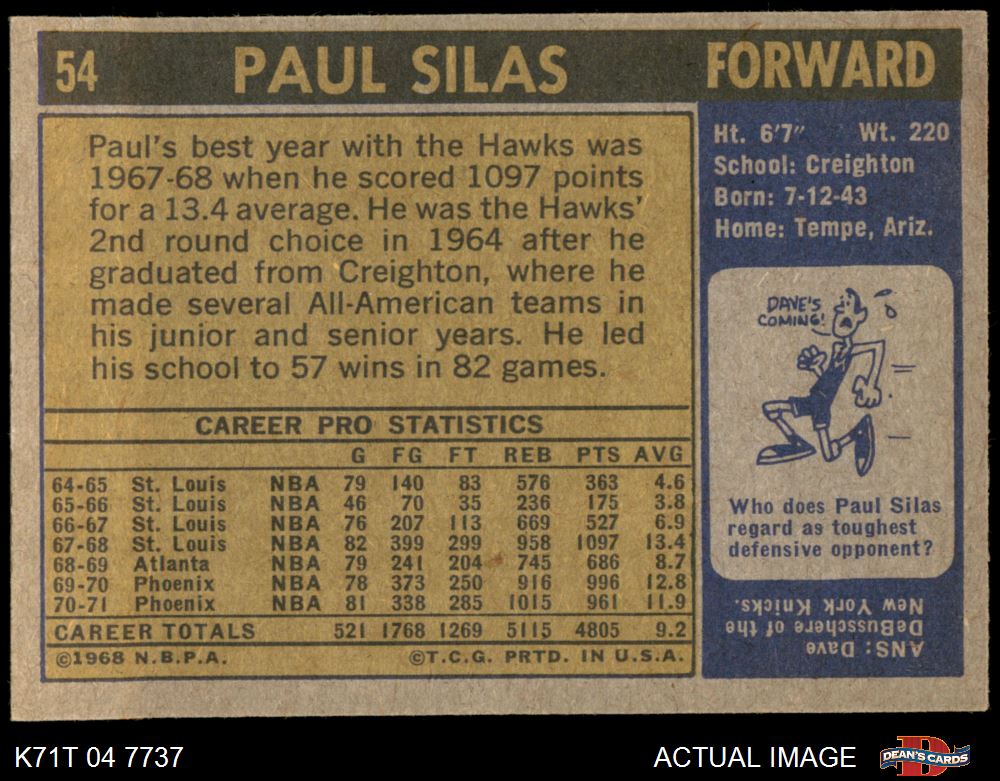 54 PAUL SILAS FORWARD
Paul's best year with the Hawks was
1967-68 when he scored 1097 points
for a 13.4 average. He was the Hawks'
2nd round choice in 1964 after he
graduated from Creighton, where he
made several All-American teams in
his junior and senior years. He led
his school to 57 wins in 82 games.
CAREER PRO STATISTICS
G FG FT REB PTS AVG
64-65 St. Louis NBA 79 140 83 576 363 4.6
65-66 St. Louis NBA 46 70 35 236 175 3.8
66-67 St. Louis NBA 76 207 113 669 527 6.9
67-68 St. Louis NBA 82 399 299 958 1097 13.4
68-69 Atlanta NBA 79 241 204 745 686 8.7
69-70 Phoenix NBA 78 373 250 916 996 12.8
70-71 Phoenix NBA 81 338 285 1015 961 11.9
CAREER TOTALS 521 1768 1269 5115 4805 9.2
©1968 N.B.P.A. ©T.C.G. PRTD. IN U.S.A.
Ht. 6'7" Wt. 220
School: Creighton
Born: 7-12-43
Home: Tempe, Ariz.
DAVE'S
COMING!
Who does Paul Silas
regard as toughest
defensive opponent?
ANS: Dave
DeBusschere of the
New York Knicks.
K71T 04 7737 ACTUAL IMAGE
DEAN'S CARDS